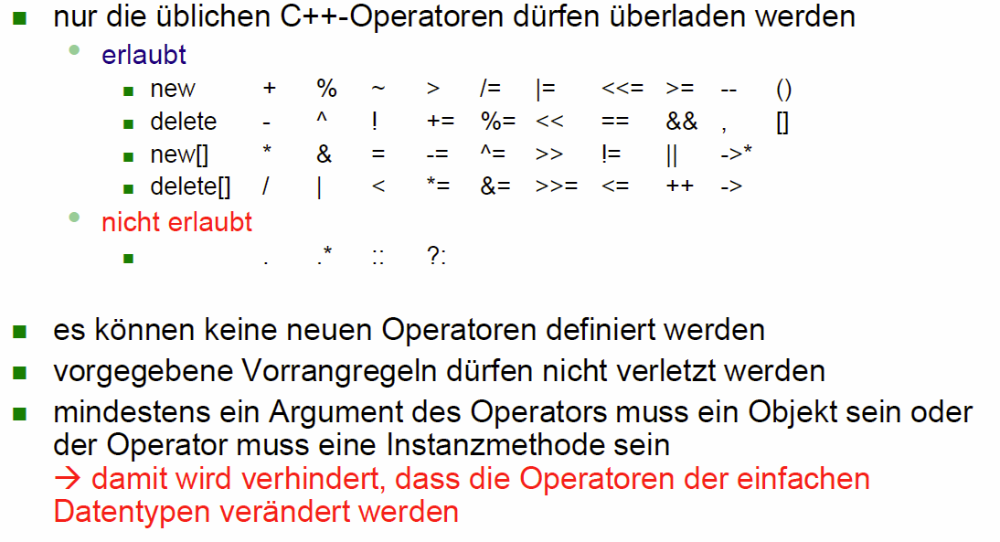 nur die üblichen C++-Operatoren dürfen überladen werden
erlaubt
new + % ~ > /= |= <<= >= -- ()
delete - ^ ! += %= << == && , []
new[] * & = -= ^= >> != || ->*
delete[] / | < *= &= >>= <= ++ ->
nicht erlaubt
. .* :: ?:
es können keine neuen Operatoren definiert werden
vorgegebene Vorrangregeln dürfen nicht verletzt werden
mindestens ein Argument des Operators muss ein Objekt sein oder
der Operator muss eine Instanzmethode sein
→ damit wird verhindert, dass die Operatoren der einfachen
Datentypen verändert werden